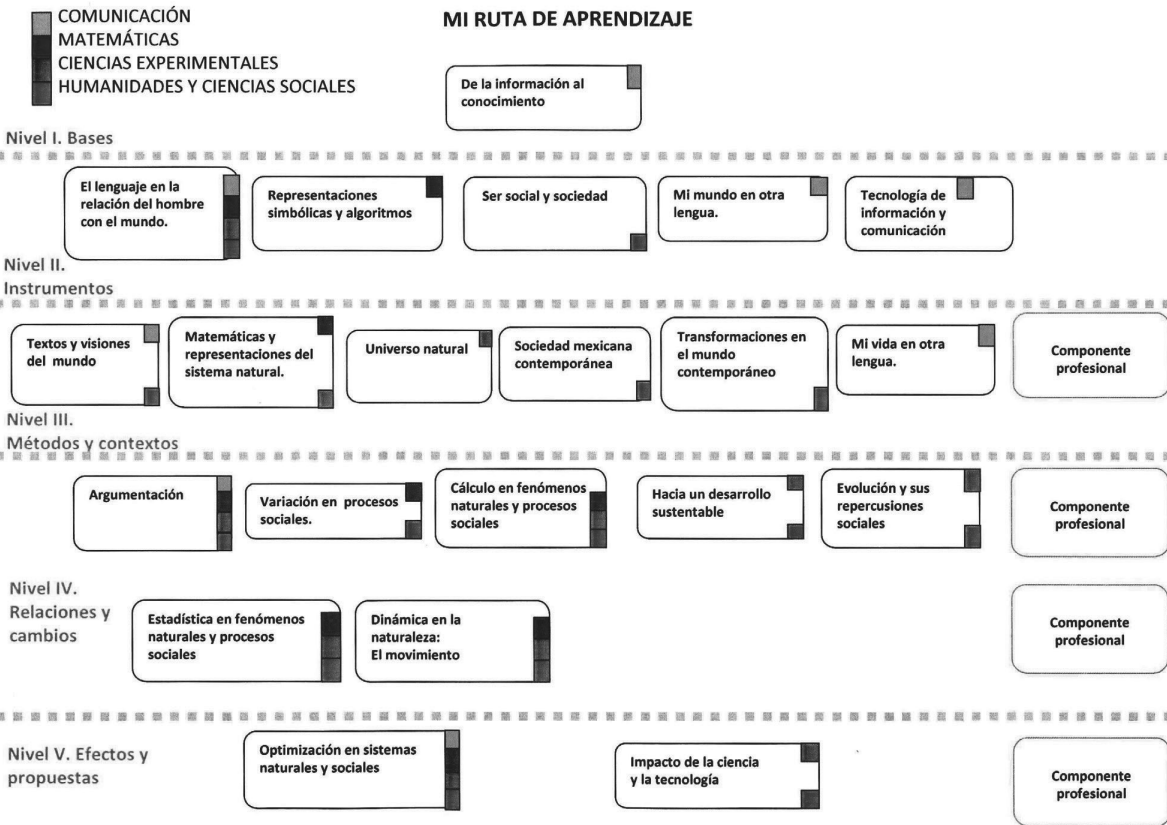 COMUNICACIÓN
MATEMÁTICAS
CIENCIAS EXPERIMENTALES
HUMANIDADES Y CIENCIAS SOCIALES
MI RUTA DE APRENDIZAJE
De la información al
conocimiento
Nivel I. Bases
El lenguaje en la
relación del hombre
con el mundo.
Representaciones
simbólicas y algoritmos
Ser social y sociedad
Mi mundo en otra
lengua.
Tecnología de
información y
comunicación
Nivel II.
Instrumentos
Textos y visiones
del mundo
Matemáticas y
representaciones del
sistema natural.
Universo natural
Sociedad mexicana
contemporánea
Transformaciones en
el mundo
contemporáneo
Mi vida en otra
lengua.
Componente
profesional
Nivel III.
Métodos y contextos
Argumentación
Variación en procesos
sociales.
Cálculo en fenómenos
naturales y procesos
sociales
Hacia un desarrollo
sustentable
Evolución y sus
repercusiones
sociales
Componente
profesional
Nivel IV.
Relaciones y
cambios
Estadística en fenómenos
naturales y procesos
sociales
Dinámica en la
naturaleza:
El movimiento
Componente
profesional
Nivel V. Efectos y
propuestas
Optimización en sistemas
naturales y sociales
Impacto de la ciencia
y la tecnología
Componente
profesional